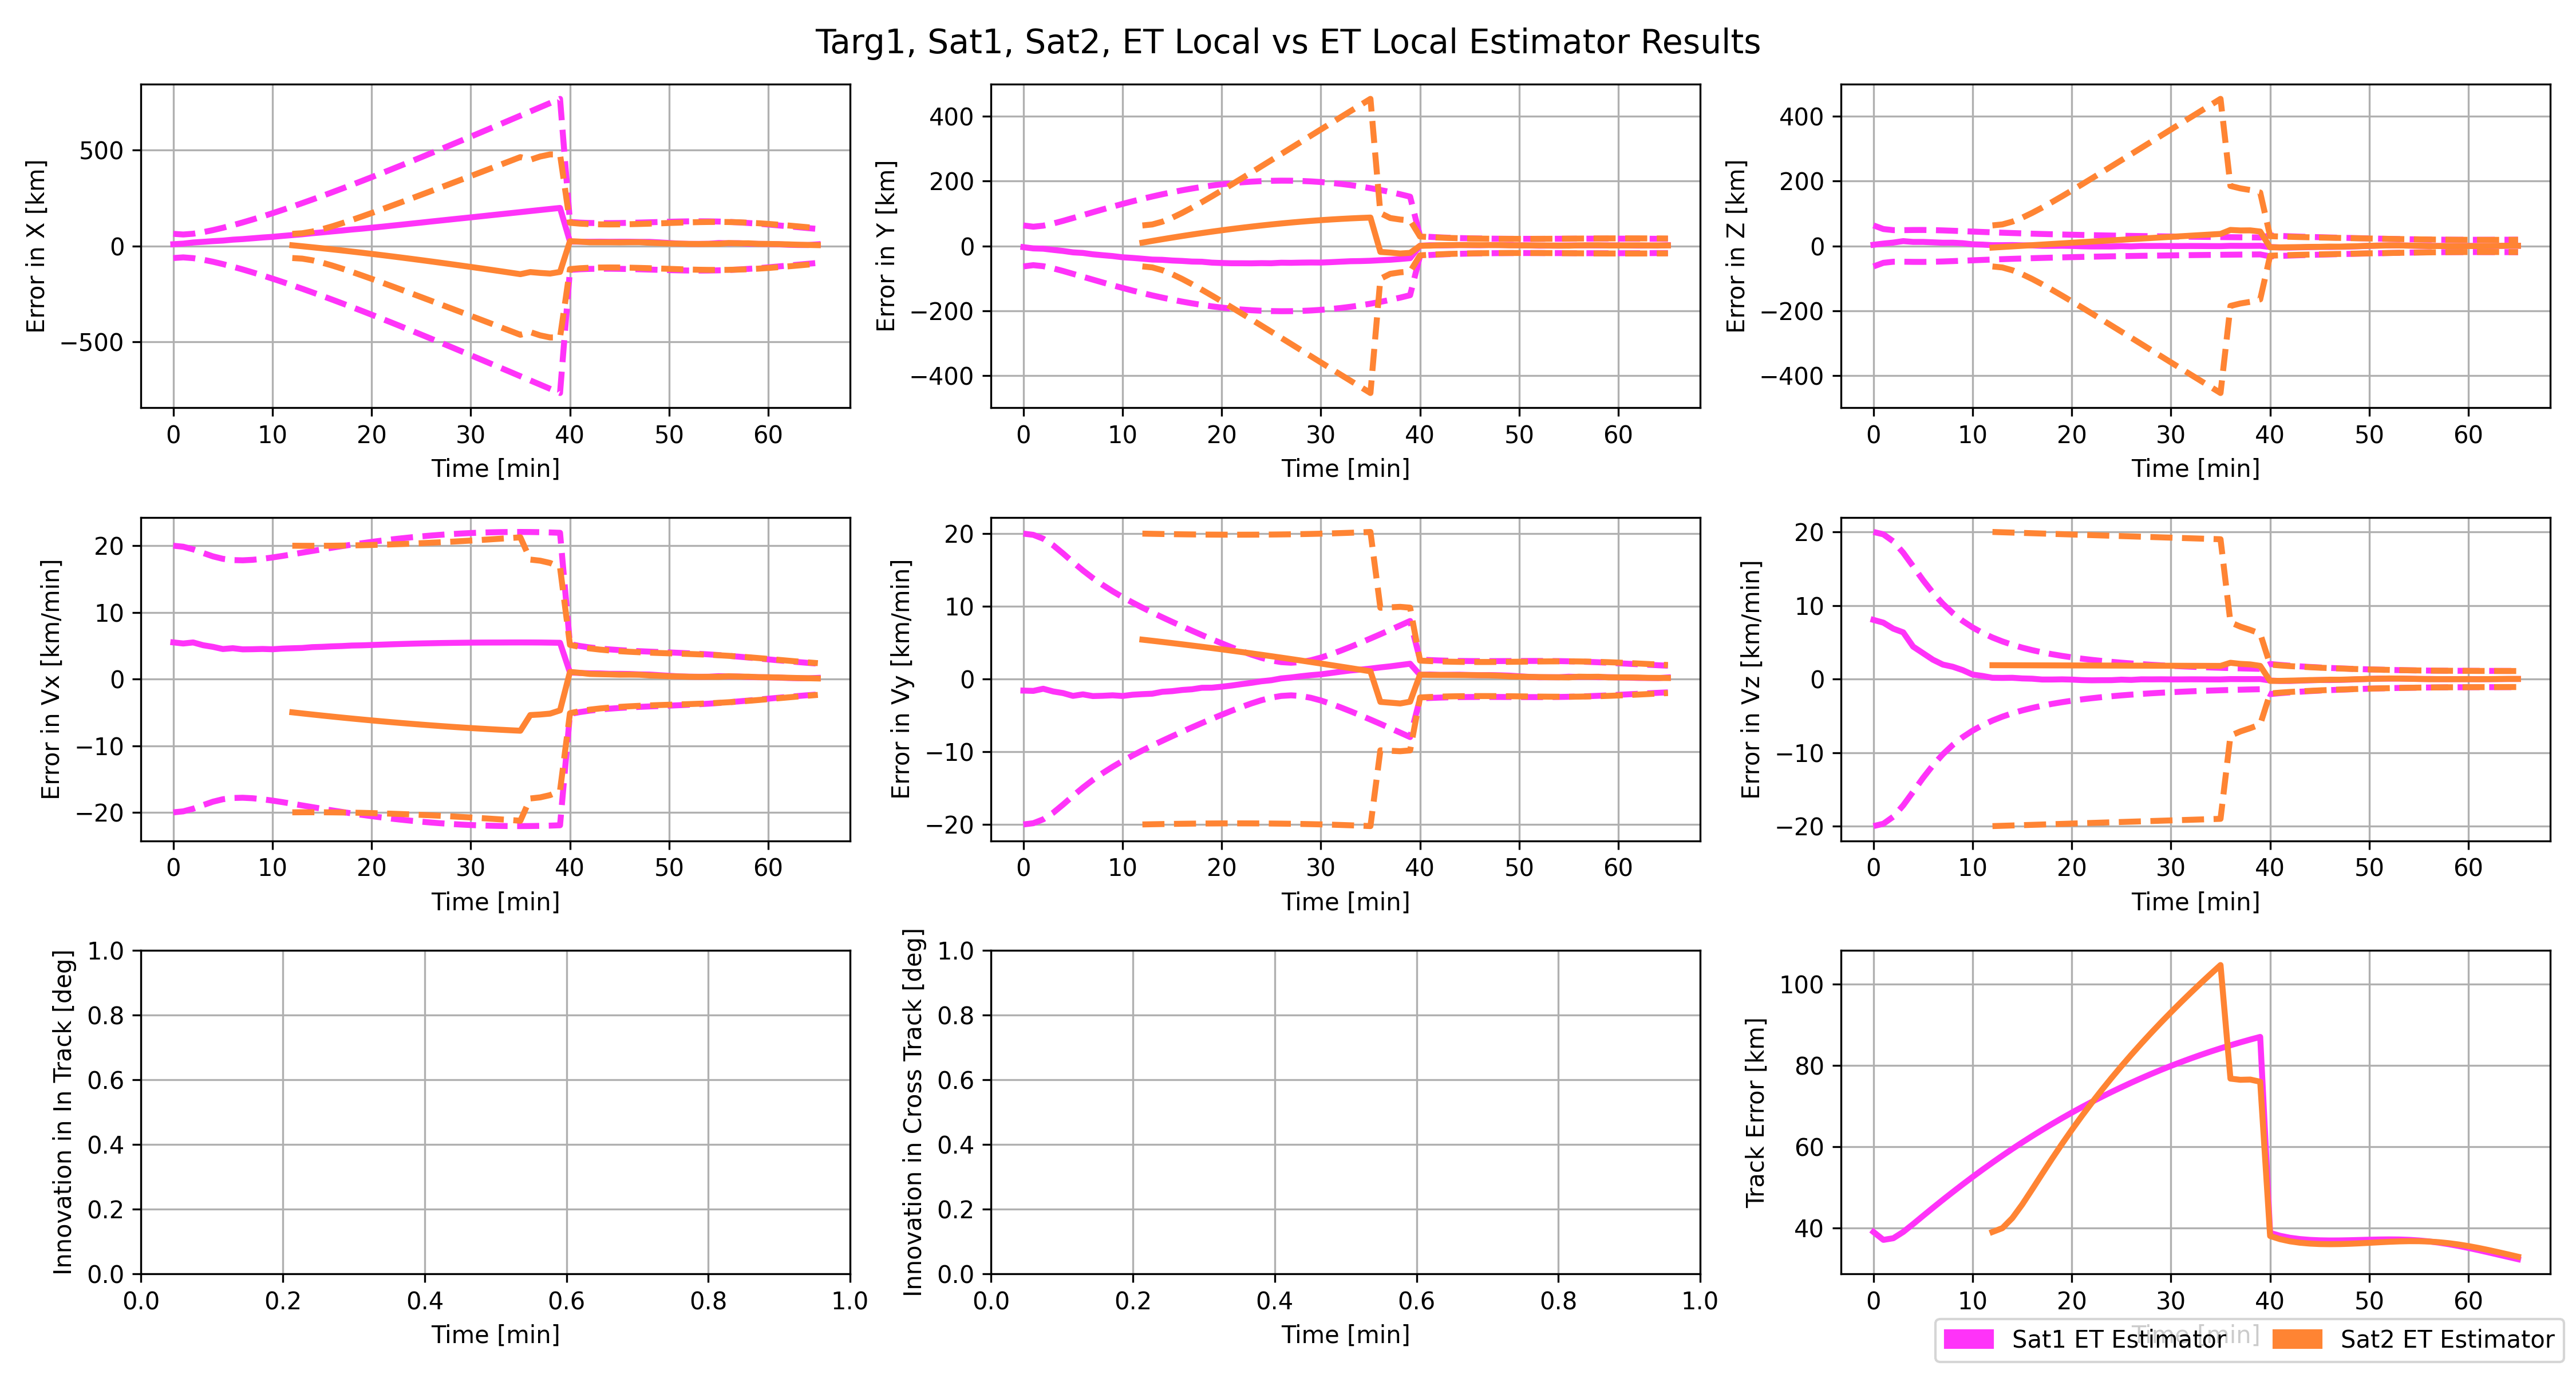 Targ1, Sat1, Sat2, ET Local vs ET Local Estimator Results
Error in X [km]
500
0
−500
0 10 20 30 40 50 60
Time [min]
Error in Y [km]
400
200
0
−200
−400
0 10 20 30 40 50 60
Time [min]
Error in Z [km]
400
200
0
−200
−400
0 10 20 30 40 50 60
Time [min]
Error in Vx [km/min]
20
10
0
−10
−20
0 10 20 30 40 50 60
Time [min]
Error in Vy [km/min]
20
10
0
−10
−20
0 10 20 30 40 50 60
Time [min]
Error in Vz [km/min]
20
10
0
−10
−20
0 10 20 30 40 50 60
Time [min]
Innovation in In Track [deg]
1.0
0.8
0.6
0.4
0.2
0.0
0.0 0.2 0.4 0.6 0.8 1.0
Time [min]
Innovation in Cross Track [deg]
1.0
0.8
0.6
0.4
0.2
0.0
0.0 0.2 0.4 0.6 0.8 1.0
Time [min]
Track Error [km]
100
80
60
40
0 10 20 30 40 50 60
Time [min]
Sat1 ET Estimator Sat2 ET Estimator